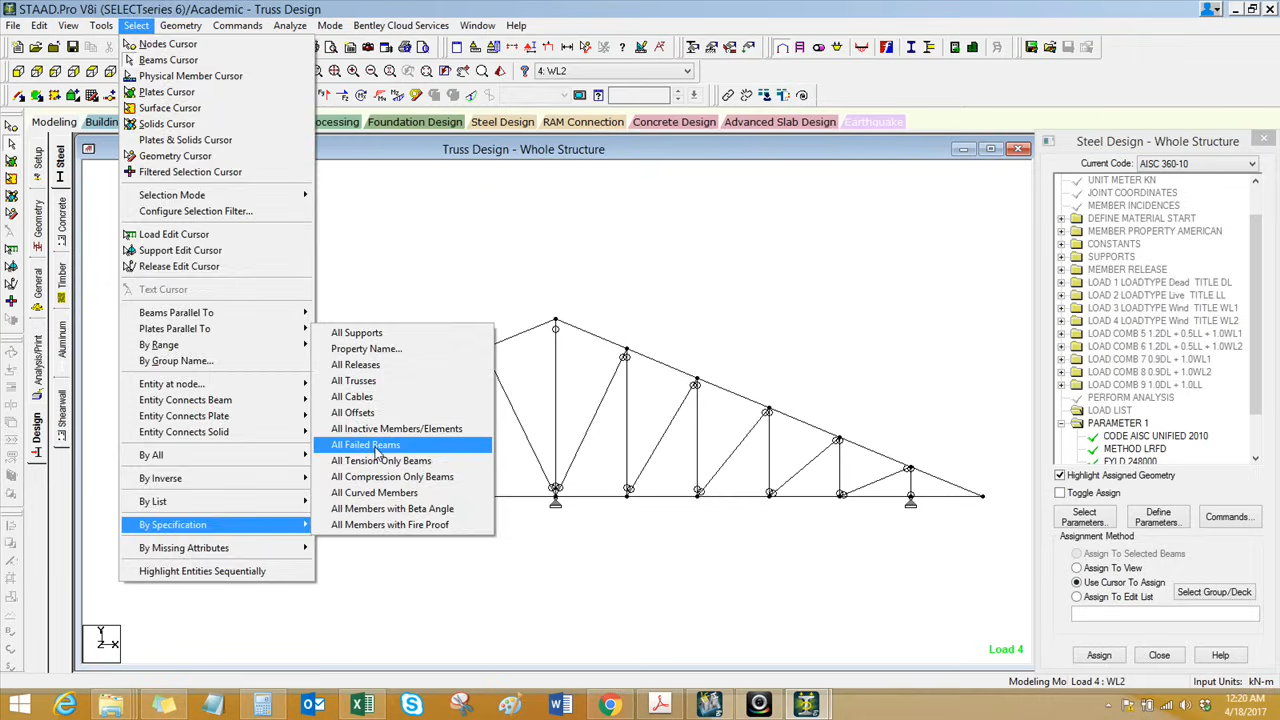 STAAD.Pro V8i (SELECTseries 6)/Academic - Truss Design
File Edit View Tools Select Geometry Commands Analyze Mode Bentley Cloud Services Window Help
Nodes Cursor
Beams Cursor
Physical Member Cursor
Plates Cursor
Surface Cursor
Solids Cursor
Plates & Solids Cursor
Geometry Cursor
Filtered Selection Cursor
Selection Mode
Configure Selection Filter...
Load Edit Cursor
Support Edit Cursor
Release Edit Cursor
Text Cursor
Beams Parallel To
Plates Parallel To
By Range
By Group Name...
Entity at node...
Entity Connects Beam
Entity Connects Plate
Entity Connects Solid
By All
By Inverse
By List
By Specification
By Missing Attributes
Highlight Entities Sequentially
All Supports
Property Name...
All Releases
All Trusses
All Cables
All Offsets
All Inactive Members/Elements
All Failed Beams
All Tension Only Beams
All Compression Only Beams
All Curved Members
All Members with Beta Angle
All Members with Fire Proof
4: WL2
Modeling Building rocessing Foundation Design Steel Design RAM Connection Concrete Design Advanced Slab Design Earthquake
Setup
Geometry
General
Analysis/Print
Design
Steel
Concrete
Timber
Aluminum
Shearwall
Truss Design - Whole Structure
Load 4
Y
Z X
Steel Design - Whole Structure
Current Code: AISC 360-10
UNIT METER KN
JOINT COORDINATES
MEMBER INCIDENCES
DEFINE MATERIAL START
MEMBER PROPERTY AMERICAN
CONSTANTS
SUPPORTS
MEMBER RELEASE
LOAD 1 LOADTYPE Dead TITLE DL
LOAD 2 LOADTYPE Live TITLE LL
LOAD 3 LOADTYPE Wind TITLE WL1
LOAD 4 LOADTYPE Wind TITLE WL2
LOAD COMB 5 1.2DL + 0.5LL + 1.0WL1
LOAD COMB 6 1.2DL + 0.5LL + 1.0WL2
LOAD COMB 7 0.9DL + 1.0WL1
LOAD COMB 8 0.9DL + 1.0WL2
LOAD COMB 9 1.0DL + 1.0LL
PERFORM ANALYSIS
LOAD LIST
PARAMETER 1
CODE AISC UNIFIED 2010
METHOD LRFD
FYLD 248000
Highlight Assigned Geometry
Toggle Assign
Select Parameters..
Define Parameters..
Commands...
Assignment Method
Assign To Selected Beams
Assign To View
Use Cursor To Assign
Assign To Edit List
Select Group/Deck
Assign
Close
Help
Modeling Mo Load 4 : WL2 Input Units: kN-m
12:20 AM
4/18/2017